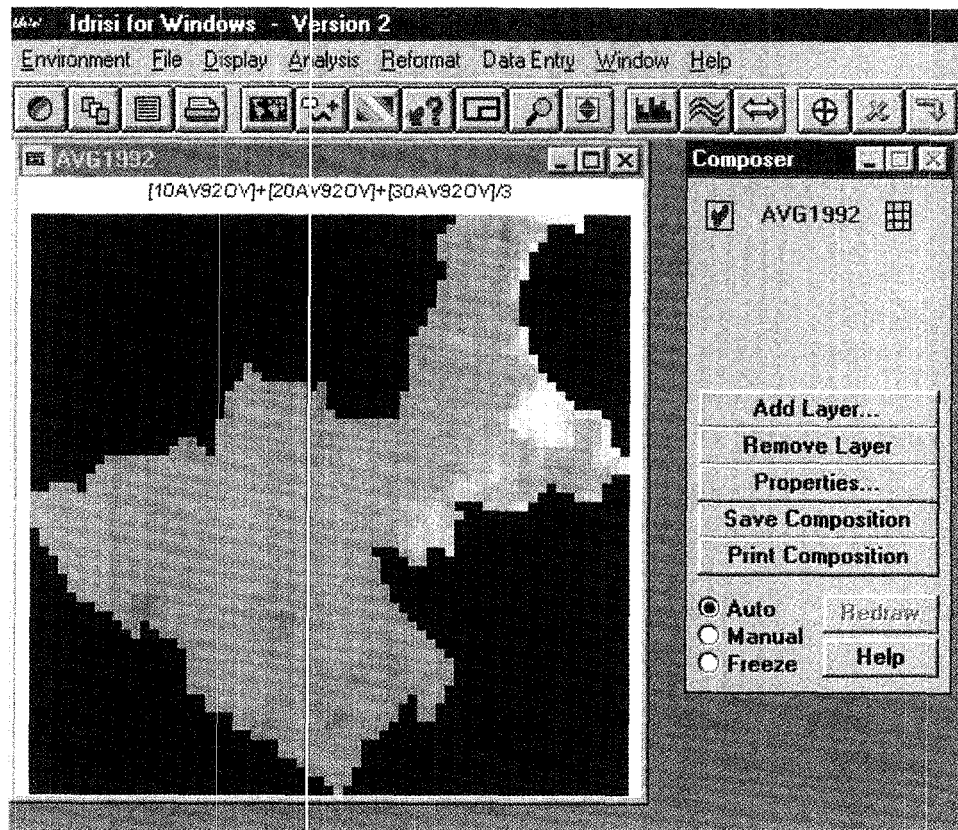 Idrisi for Windows - Version 2
Environment File Display Analysis Reformat Data Entry Window Help
AVG1992
[10AV92OV]+[20AV92OV]+[30AV92OV]/3
Composer
AVG1992
Add Layer...
Remove Layer
Properties...
Save Composition
Print Composition
Auto
Redraw
Manual
Freeze
Help